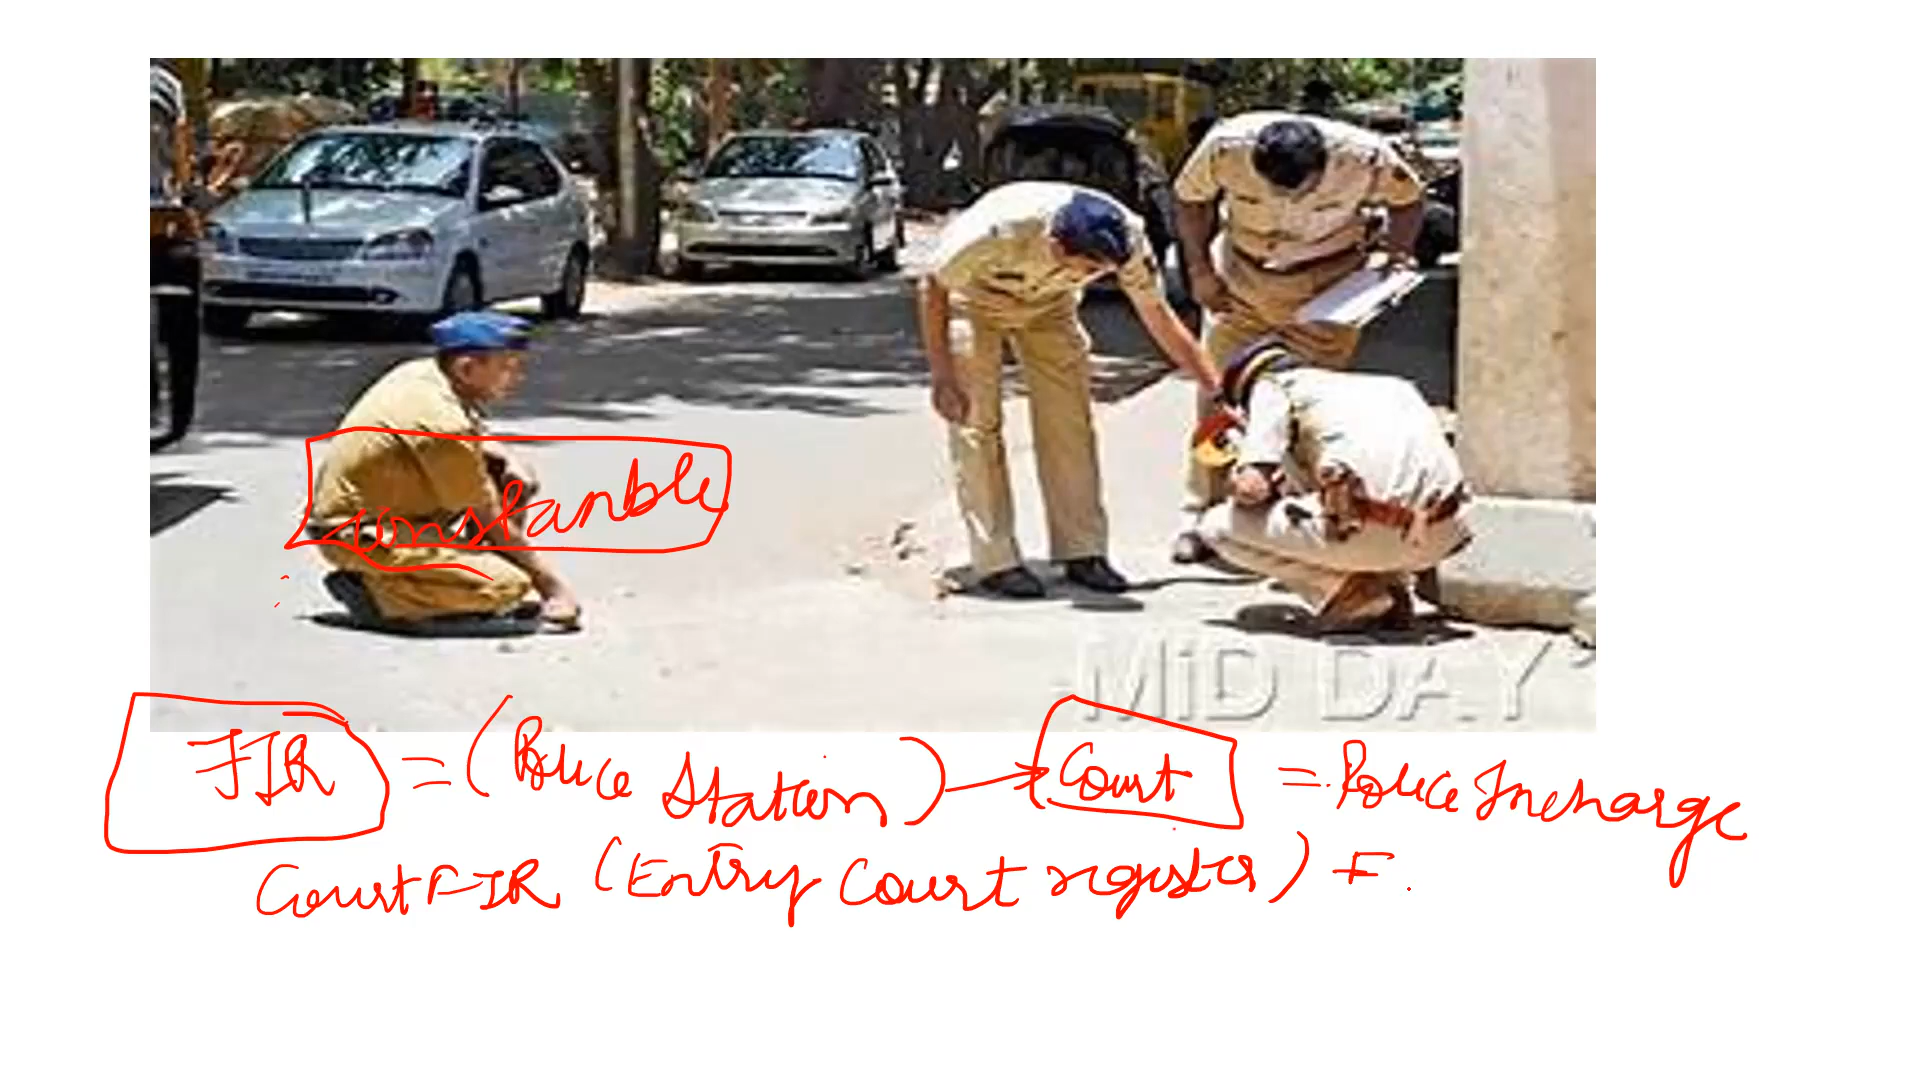 constanble
MiD DAY
FIR = (Police Station) → Court = Police Incharge
Court FIR (Entry Court register) F.